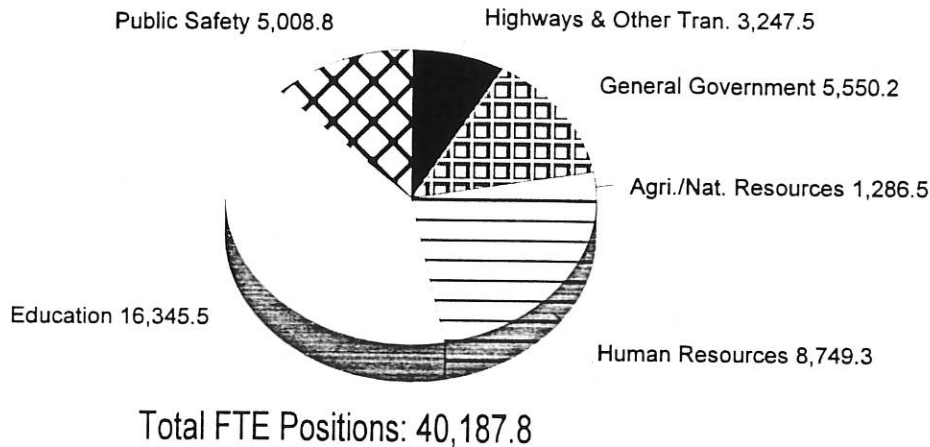 Public Safety 5,008.8
Highways & Other Tran. 3,247.5
General Government 5,550.2
Agri./Nat. Resources 1,286.5
Education 16,345.5
Human Resources 8,749.3
Total FTE Positions: 40,187.8